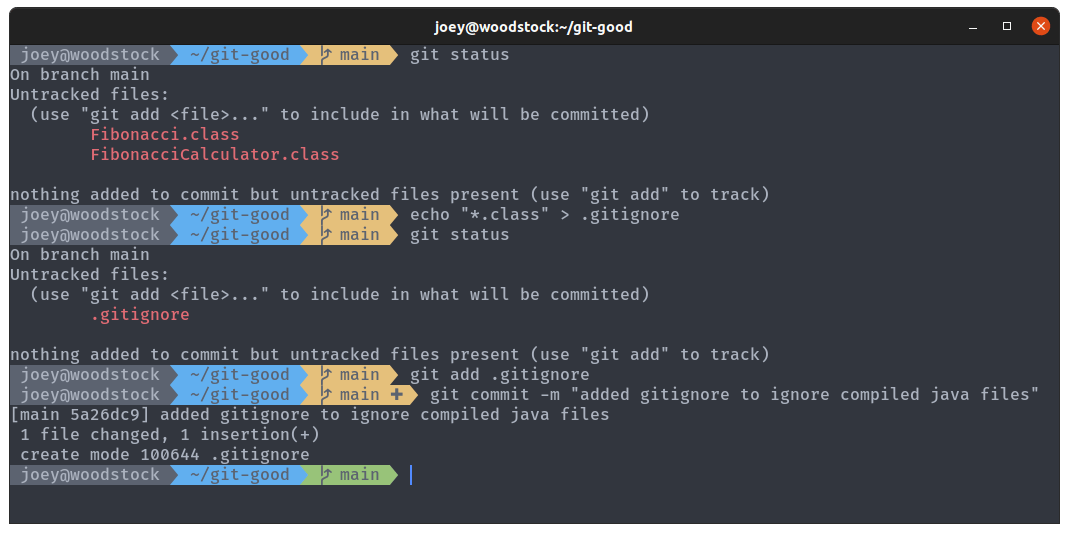 joey@woodstock:~/git-good
joey@woodstock ~/git-good main git status
On branch main
Untracked files:
(use "git add <file>..." to include in what will be committed)
Fibonacci.class
FibonacciCalculator.class
nothing added to commit but untracked files present (use "git add" to track)
joey@woodstock ~/git-good main echo "*.class" > .gitignore
joey@woodstock ~/git-good main git status
On branch main
Untracked files:
(use "git add <file>..." to include in what will be committed)
.gitignore
nothing added to commit but untracked files present (use "git add" to track)
joey@woodstock ~/git-good main git add .gitignore
joey@woodstock ~/git-good main ✚ git commit -m "added gitignore to ignore compiled java files"
[main 5a26dc9] added gitignore to ignore compiled java files
1 file changed, 1 insertion(+)
create mode 100644 .gitignore
joey@woodstock ~/git-good main